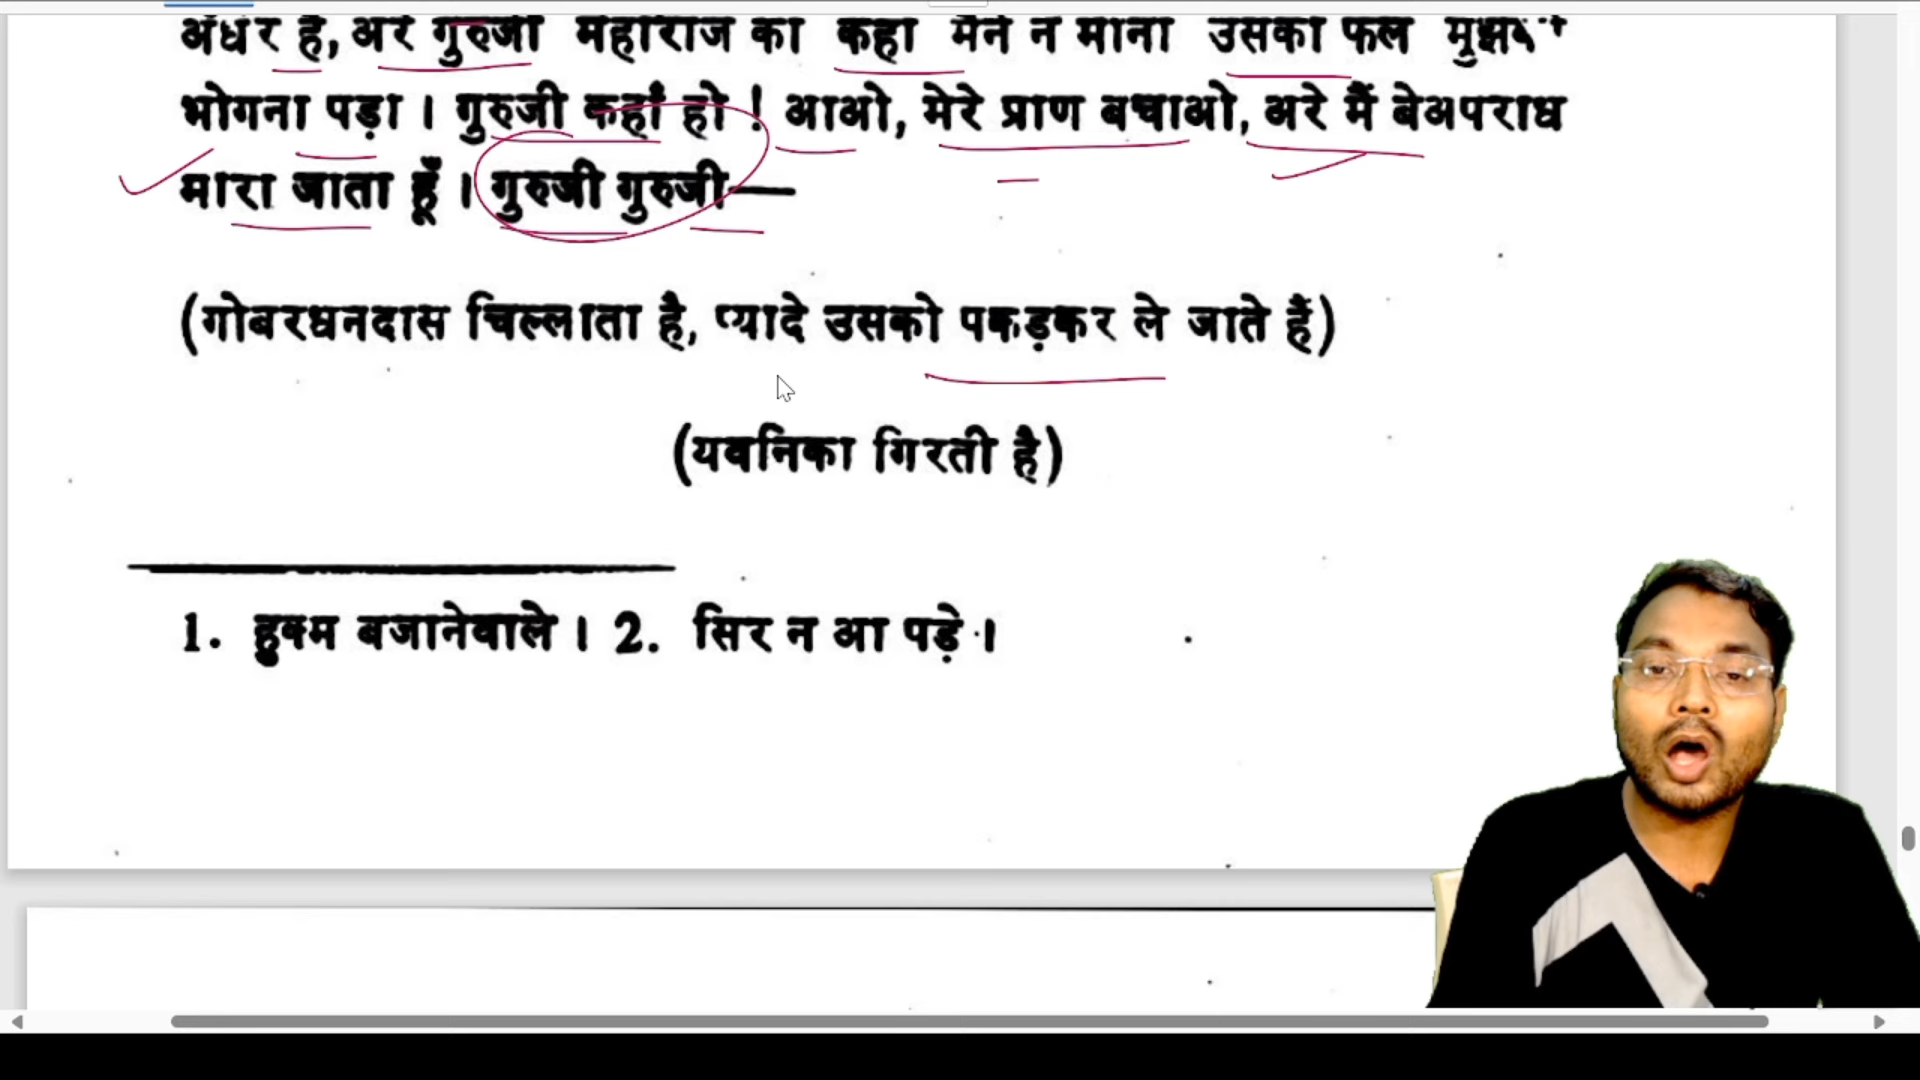 अंधेर है, अरे गुरुजी महाराज का कहा मैंने न माना उसका फल मुझको
भोगना पड़ा । गुरुजी कहां हो ! आओ, मेरे प्राण बचाओ, अरे मैं बेअपराध
मारा जाता हूँ । गुरुजी गुरुजी—
(गोबरधनदास चिल्लाता है, प्यादे उसको पकड़कर ले जाते हैं)
(यवनिका गिरती है)
1. हुक्म बजानेवाले । 2. सिर न आ पड़े ।